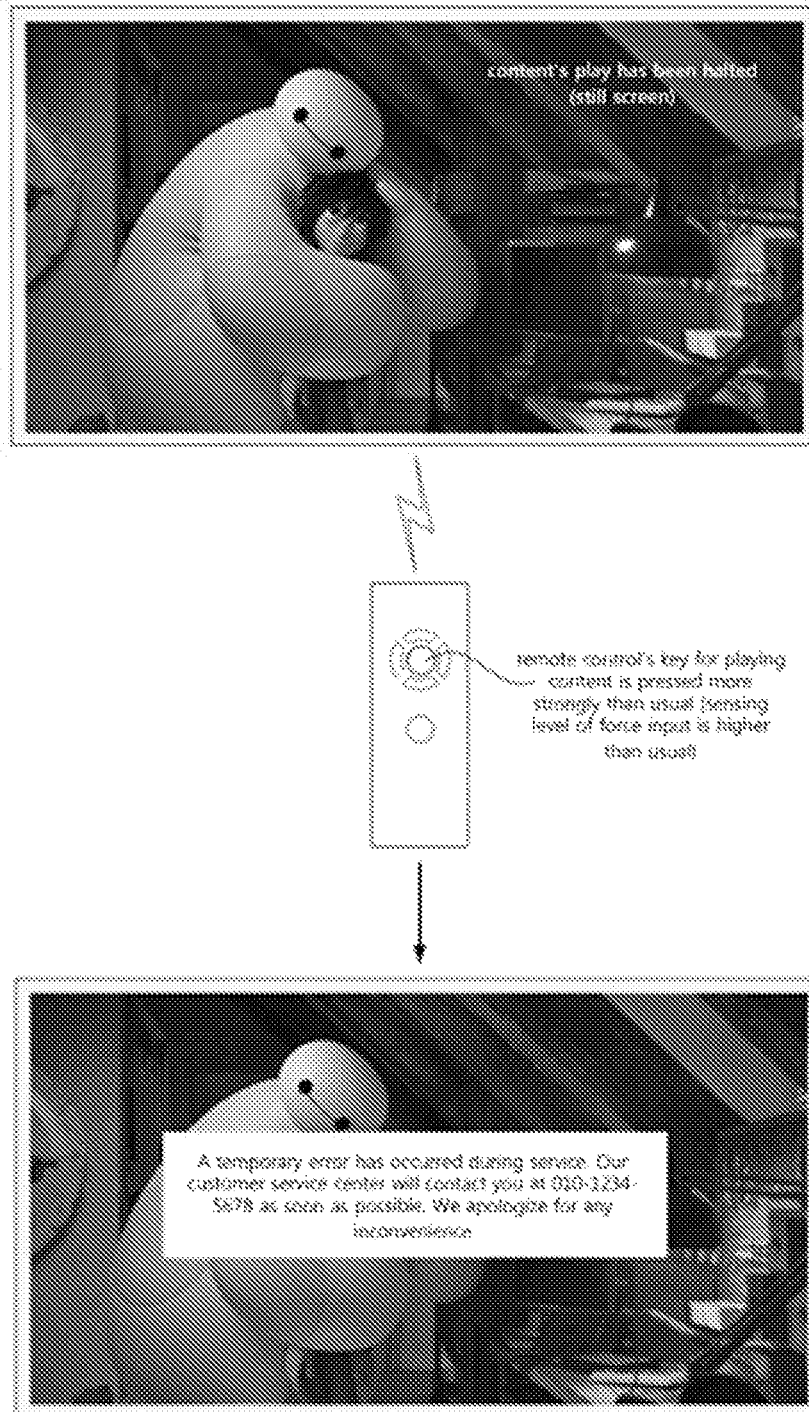 content's play has been halted
(still screen)
remote control's key for playing
content is pressed more
strongly than usual (sensing
level of force input is higher
than usual)
A temporary error has occurred during service. Our
customer service center will contact you at 010-1234-
5678 as soon as possible. We apologize for any
inconvenience